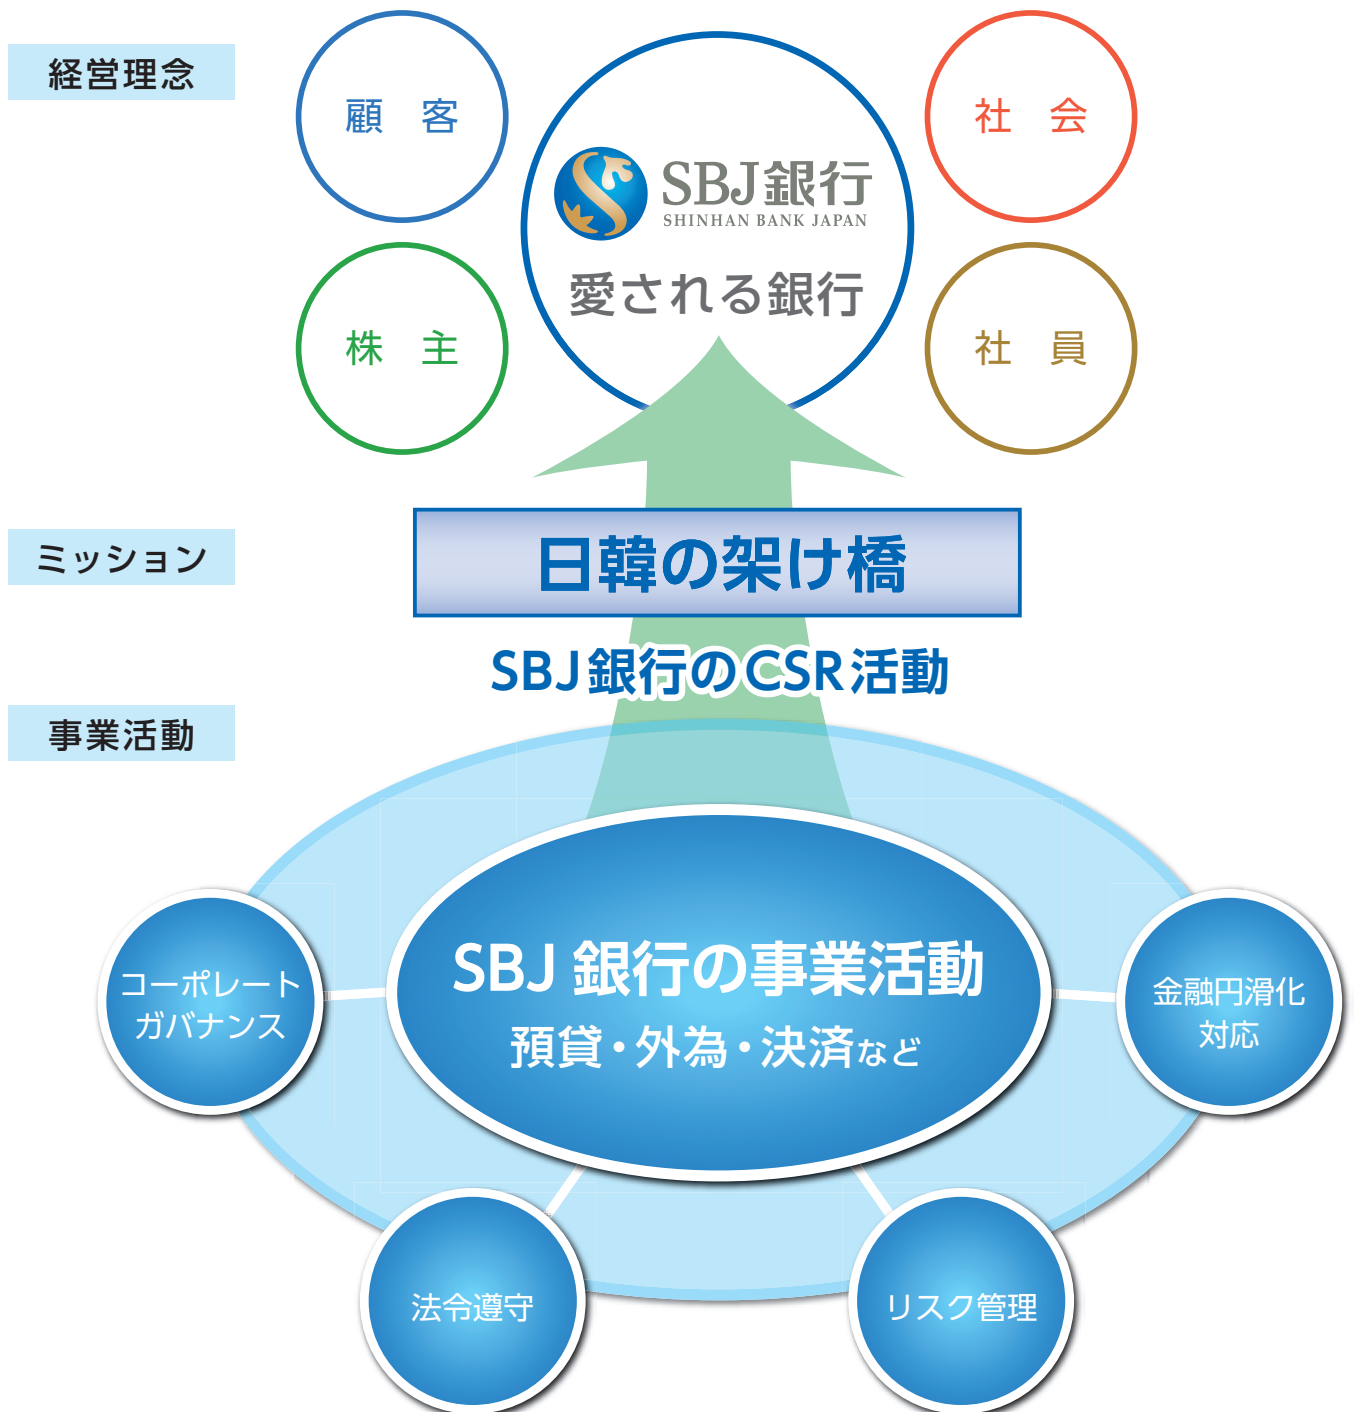 経営理念
顧 客
社 会
SBJ銀行
SHINHAN BANK JAPAN
愛される銀行
株 主
社 員
ミッション
日韓の架け橋
SBJ銀行のCSR活動
事業活動
SBJ 銀行の事業活動
預貸・外為・決済など
コーポレート
ガバナンス
金融円滑化
対応
法令遵守
リスク管理